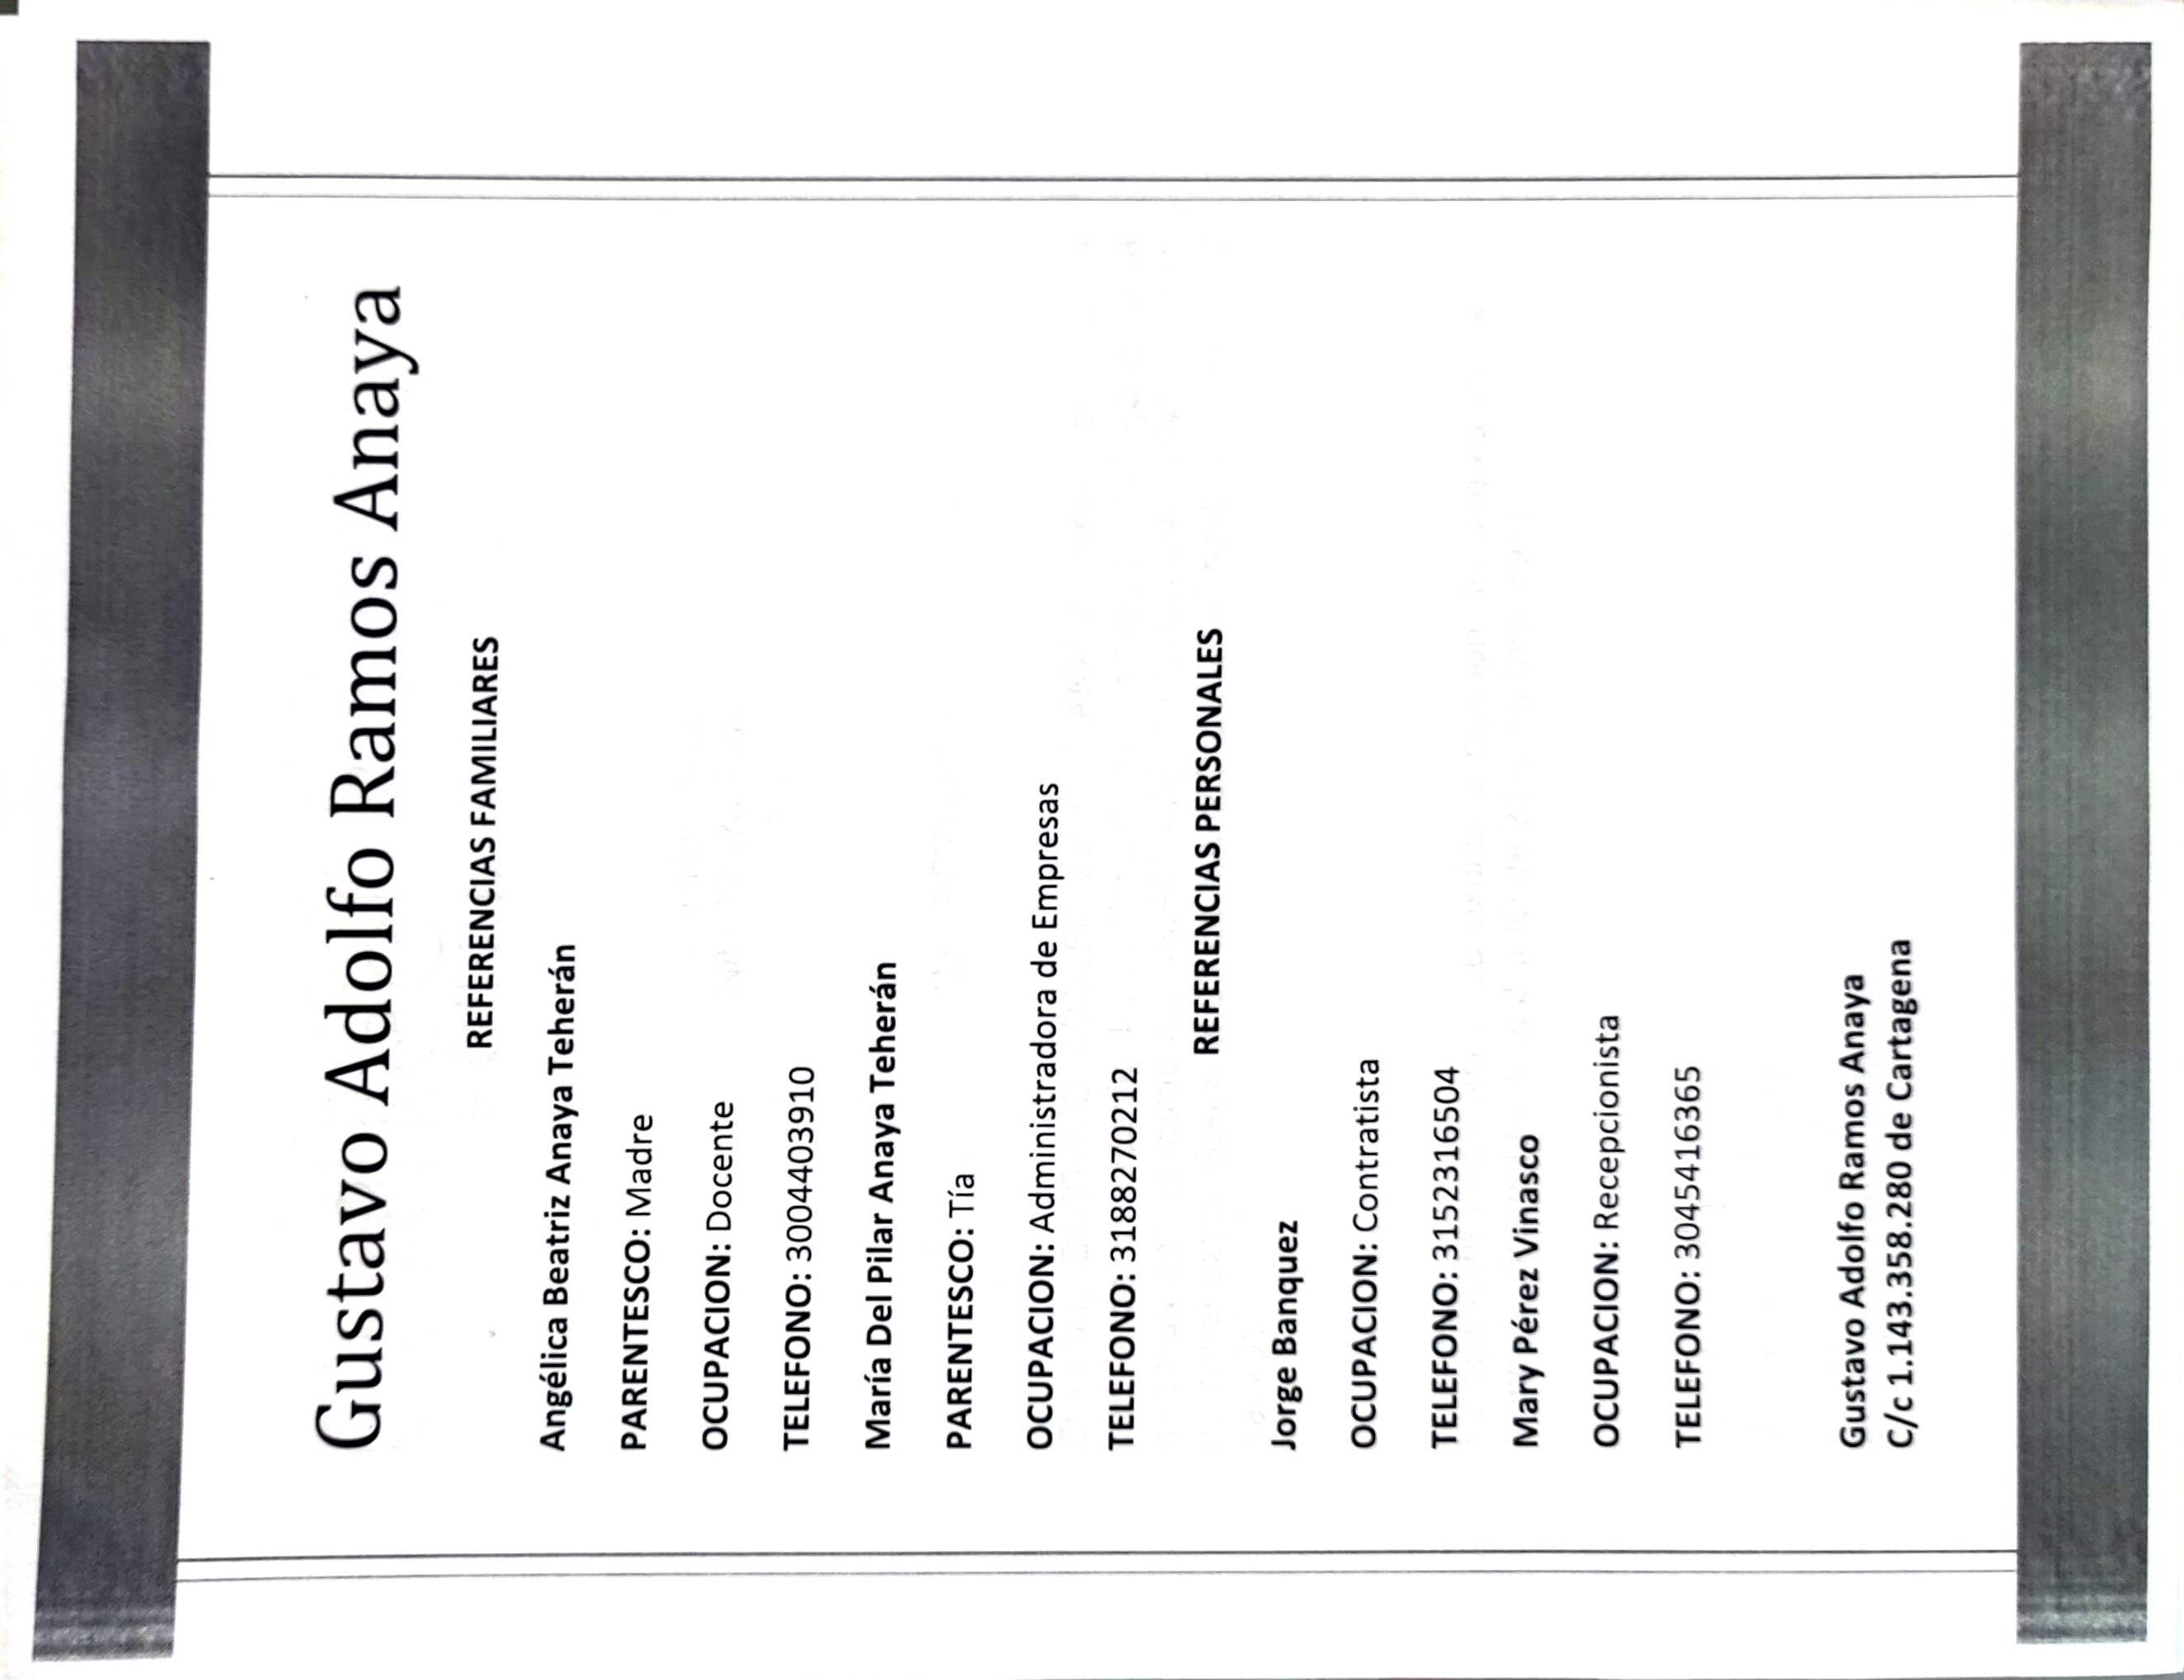 Gustavo Adolfo Ramos Anaya
REFERENCIAS FAMILIARES
Angélica Beatriz Anaya Teherán
PARENTESCO: Madre
OCUPACION: Docente
TELEFONO: 3004403910
María Del Pilar Anaya Teherán
PARENTESCO: Tía
OCUPACION: Administradora de Empresas
TELEFONO: 3188270212
REFERENCIAS PERSONALES
Jorge Banquez
OCUPACION: Contratista
TELEFONO: 3152316504
Mary Pérez Vinasco
OCUPACION: Recepcionista
TELEFONO: 3045416365
Gustavo Adolfo Ramos Anaya
C/c 1.143.358.280 de Cartagena